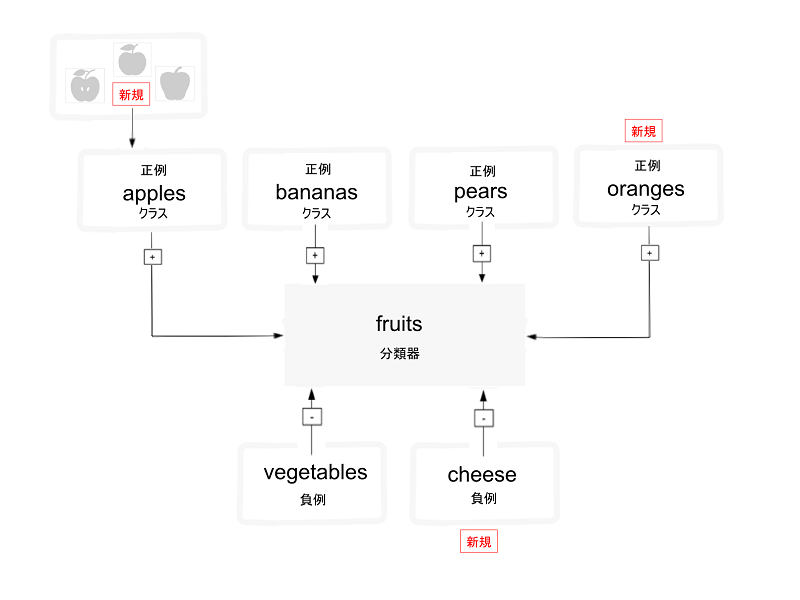 新規
新規
正例
apples
クラス
正例
bananas
クラス
正例
pears
クラス
正例
oranges
クラス
+
+
+
+
fruits
分類器
-
-
vegetables
負例
cheese
負例
新規